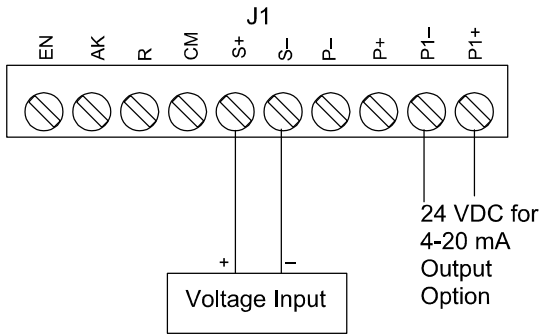 J1
EN AK R CM S+ S– P– P+ P1– P1+
24 VDC for
4-20 mA
Output
Option
+ –
Voltage Input